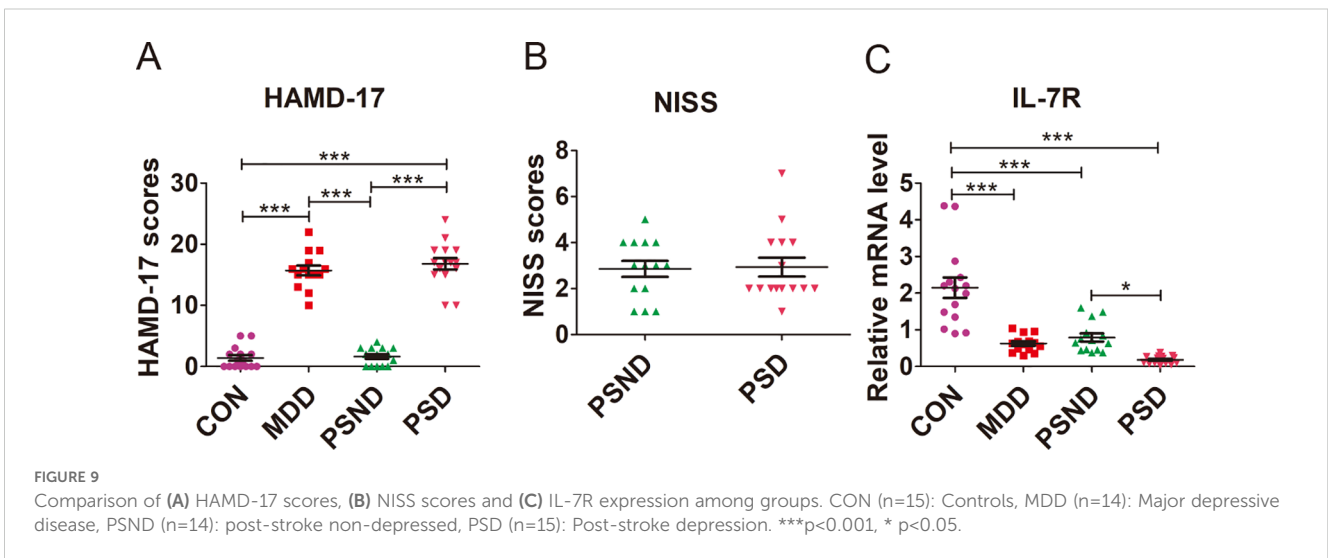 A
HAMD-17
HAMD-17 scores
30
20
10
0
***
***
***
***
CON
MDD
PSND
PSD
B
NISS
NISS scores
8
6
4
2
0
PSND
PSD
C
IL-7R
Relative mRNA level
5
4
3
2
1
0
***
***
***
*
CON
MDD
PSND
PSD
FIGURE 9
Comparison of (A) HAMD-17 scores, (B) NISS scores and (C) IL-7R expression among groups. CON (n=15): Controls, MDD (n=14): Major depressive
disease, PSND (n=14): post-stroke non-depressed, PSD (n=15): Post-stroke depression. ***p<0.001, * p<0.05.